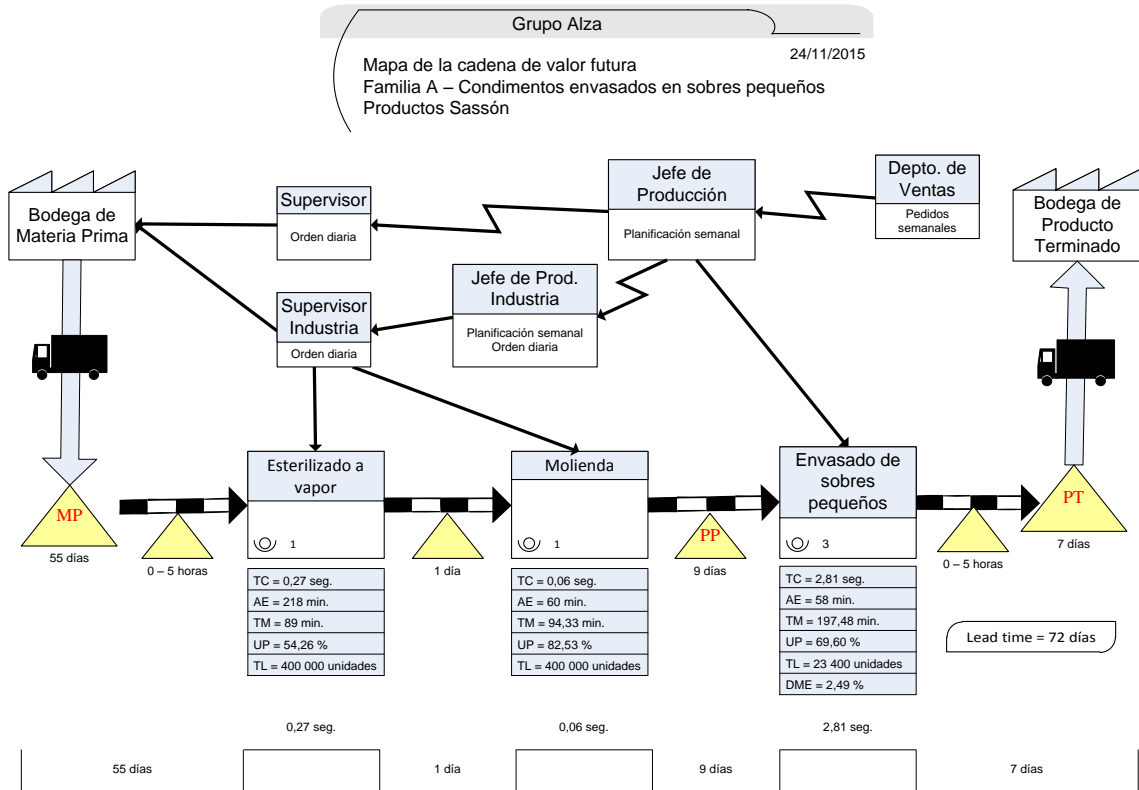 Grupo Alza
24/11/2015
Mapa de la cadena de valor futura
Familia A – Condimentos envasados en sobres pequeños
Productos Sassón
Bodega de
Materia Prima
Supervisor
Orden diaria
Jefe de
Producción
Planificación semanal
Depto. de
Ventas
Pedidos
semanales
Bodega de
Producto
Terminado
Supervisor
Industria
Orden diaria
Jefe de Prod.
Industria
Planificación semanal
Orden diaria
MP
55 días
0 – 5 horas
Esterilizado a
vapor
1
TC = 0,27 seg.
AE = 218 min.
TM = 89 min.
UP = 54,26 %
TL = 400 000 unidades
1 día
Molienda
1
TC = 0,06 seg.
AE = 60 min.
TM = 94,33 min.
UP = 82,53 %
TL = 400 000 unidades
PP
9 días
Envasado de
sobres
pequeños
3
TC = 2,81 seg.
AE = 58 min.
TM = 197,48 min.
UP = 69,60 %
TL = 23 400 unidades
DME = 2,49 %
0 – 5 horas
PT
7 días
Lead time = 72 días
0,27 seg.
0,06 seg.
2,81 seg.
55 días
1 día
9 días
7 días